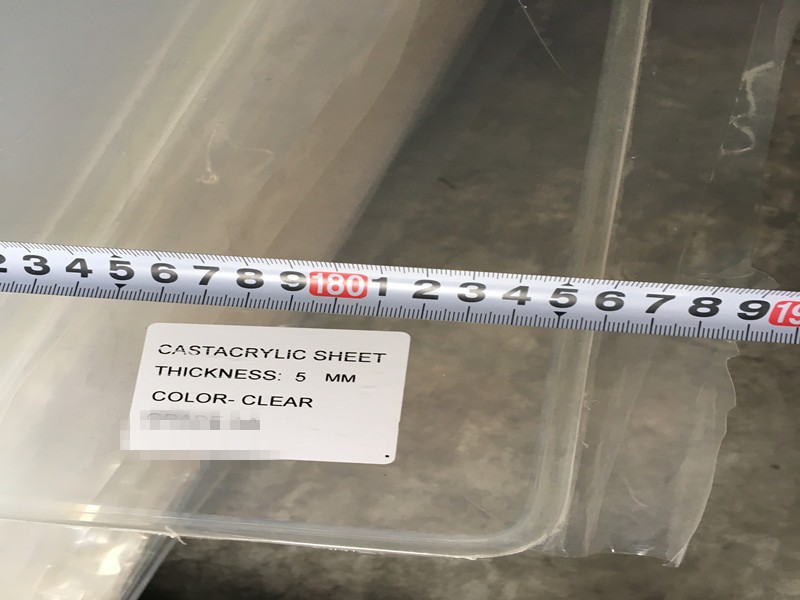 2 3 4 5 6 7 8 9 180 1 2 3 4 5 6 7 8 9 19
CASTACRYLIC SHEET
THICKNESS: 5 MM
COLOR- CLEAR